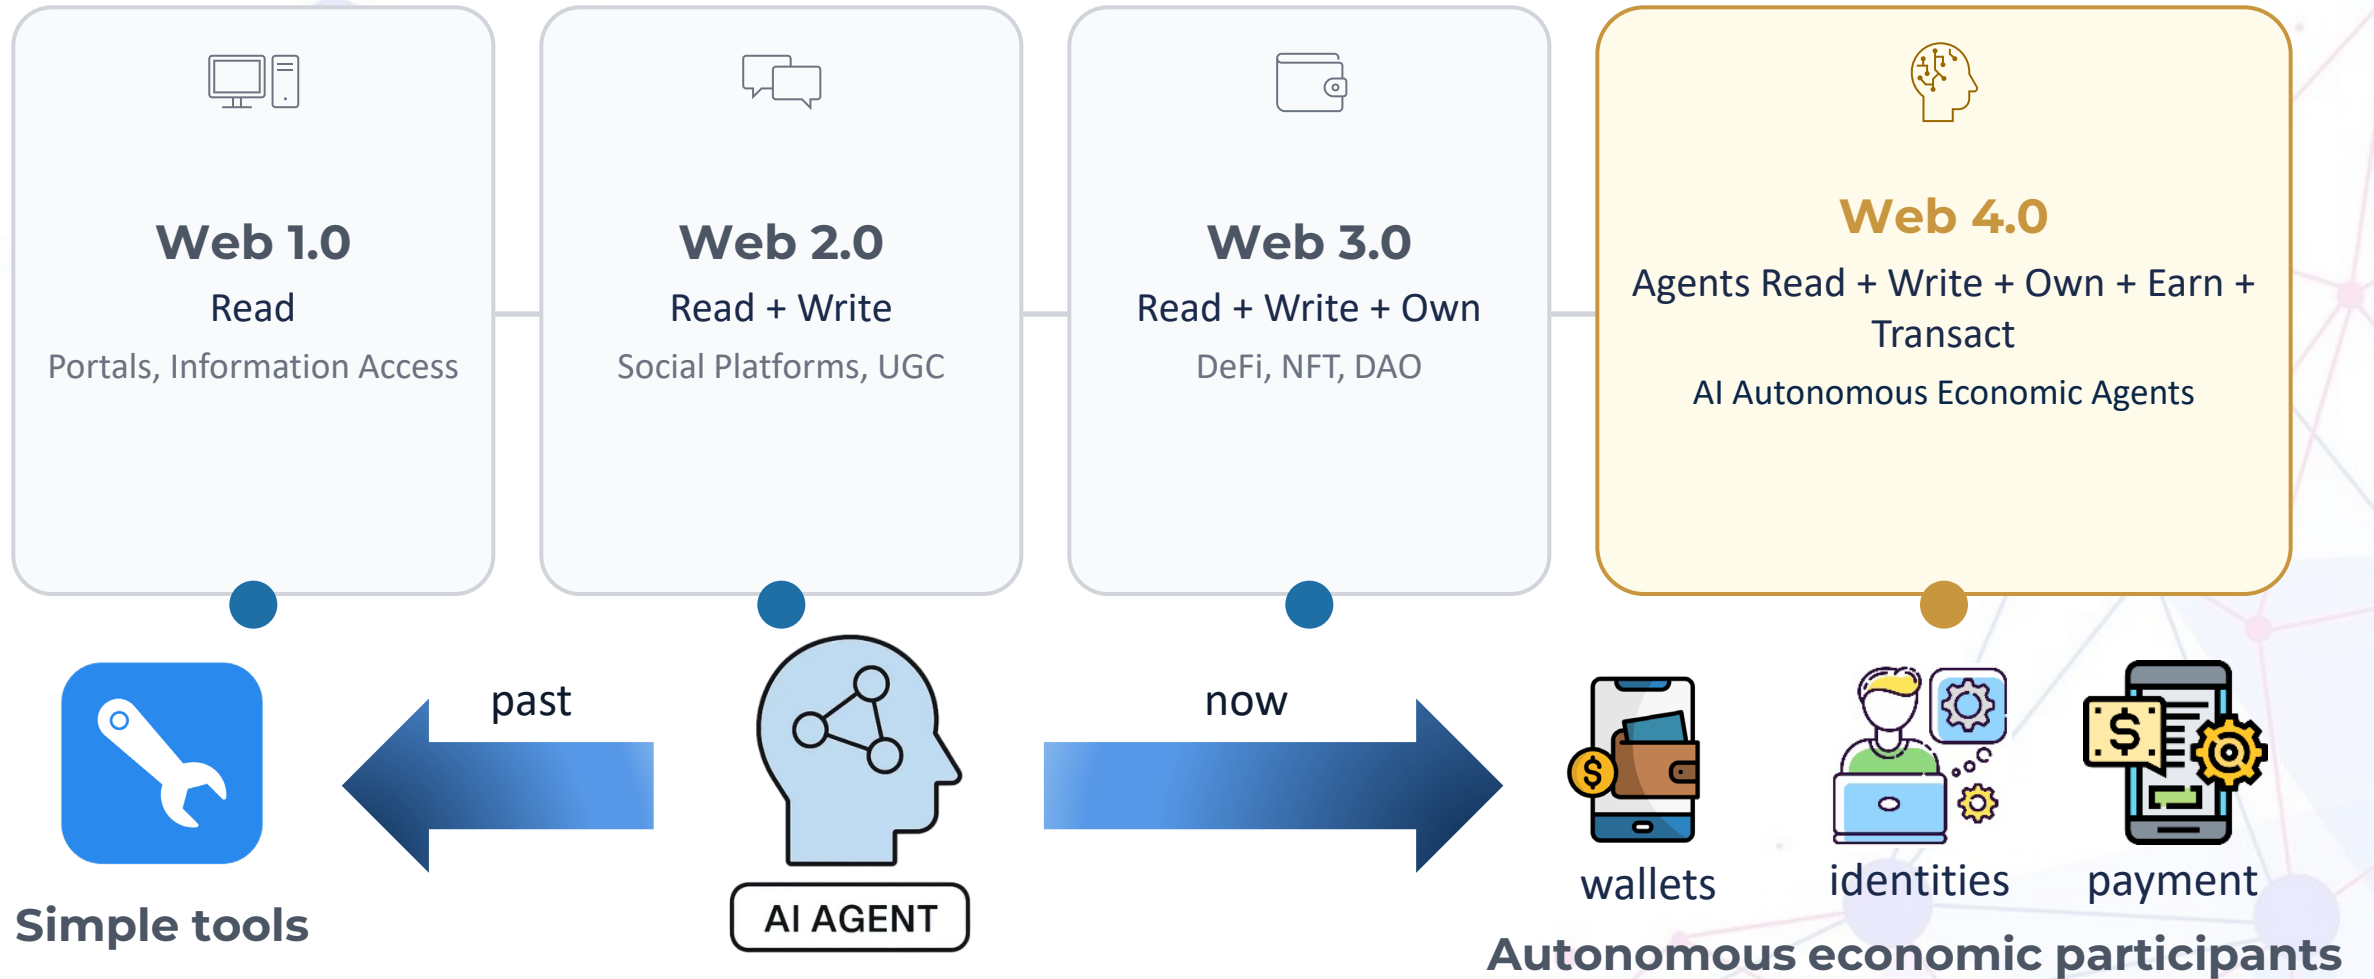 Web 1.0
Read
Portals, Information Access
Web 2.0
Read + Write
Social Platforms, UGC
Web 3.0
Read + Write + Own
DeFi, NFT, DAO
Web 4.0
Agents Read + Write + Own + Earn +
Transact
AI Autonomous Economic Agents
past
now
$
$
AI AGENT
wallets
identities
payment
Simple tools
Autonomous economic participants